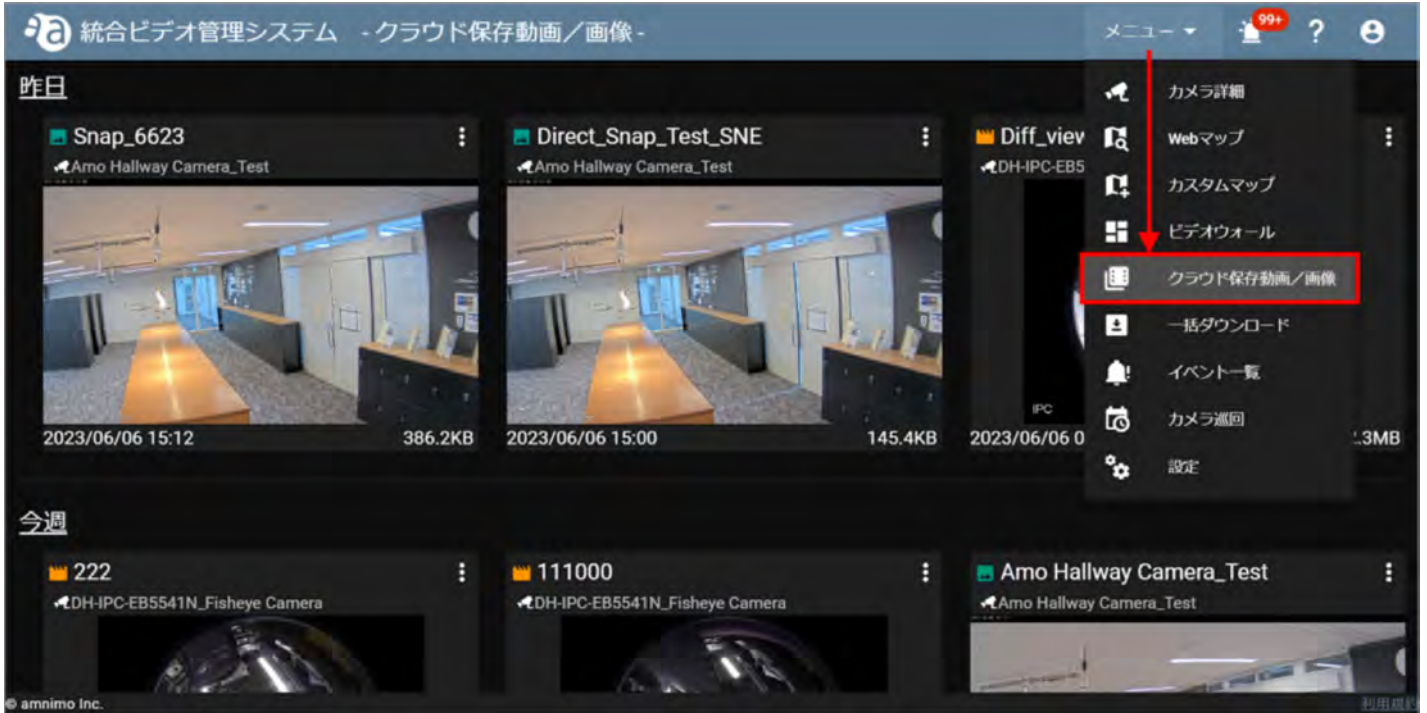 統合ビデオ管理システム - クラウド保存動画／画像 -
メニュー
99+
?
昨日
カメラ詳細
Webマップ
カスタムマップ
ビデオウォール
クラウド保存動画／画像
一括ダウンロード
イベント一覧
カメラ巡回
設定
Snap_6623
Amo Hallway Camera_Test
2023/06/06 15:12
386.2KB
Direct_Snap_Test_SNE
Amo Hallway Camera_Test
2023/06/06 15:00
145.4KB
Diff_view
DH-IPC-EB5
IPC
2023/06/06 0
.3MB
今週
222
DH-IPC-EB5541N_Fisheye Camera
111000
DH-IPC-EB5541N_Fisheye Camera
Amo Hallway Camera_Test
Amo Hallway Camera_Test
© amnimo Inc.
利用規約